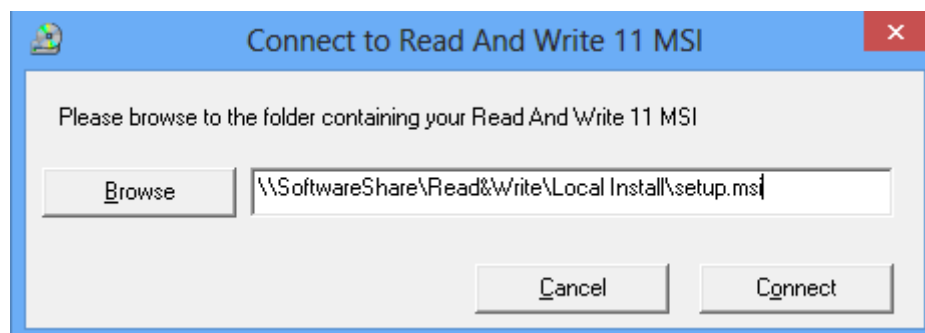 Connect to Read And Write 11 MSI
Please browse to the folder containing your Read And Write 11 MSI
Browse
\\SoftwareShare\Read&Write\Local Install\setup.msi
Cancel
Connect